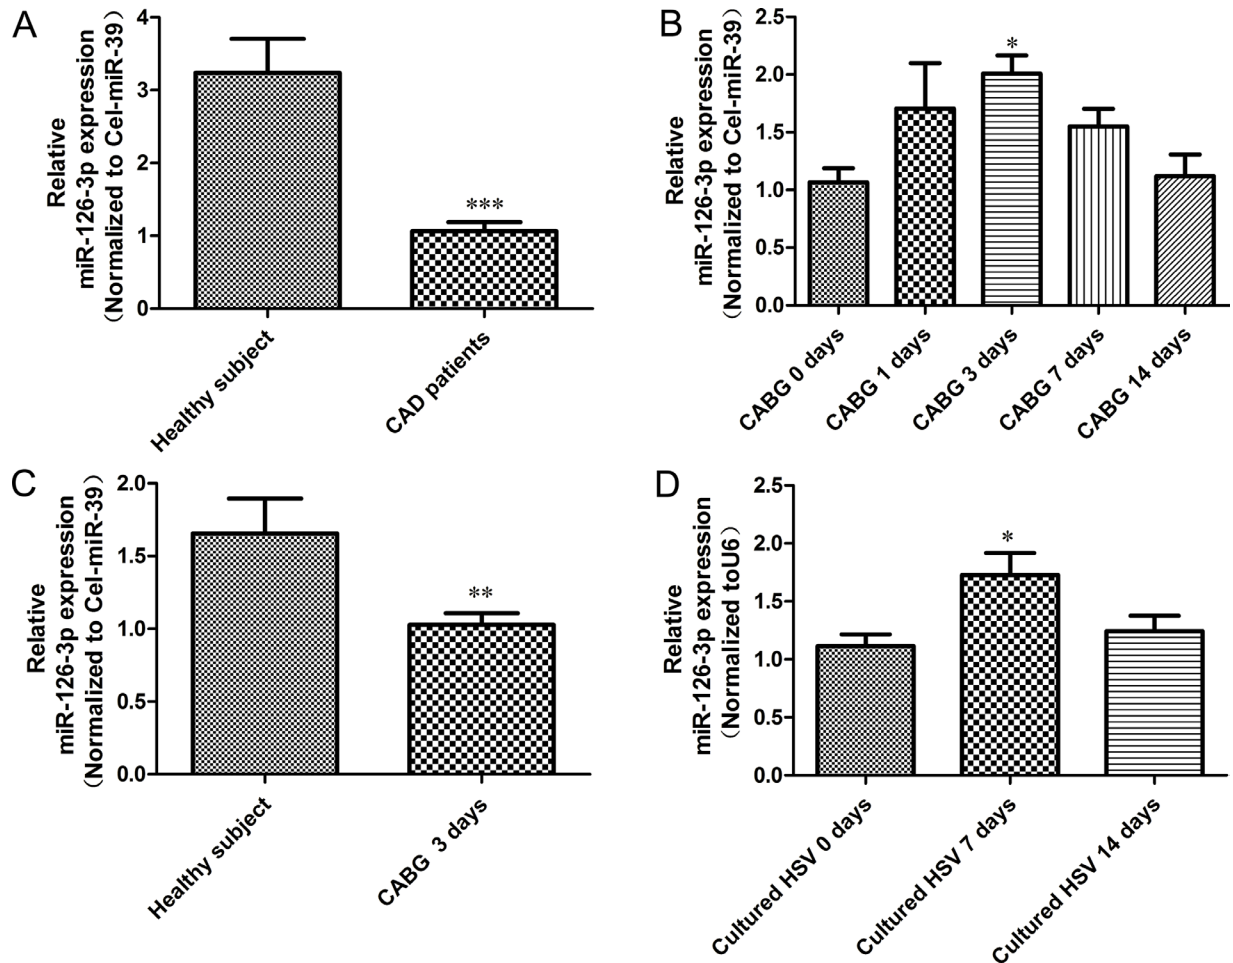 A
Relative
miR-126-3p expression
（Normalized to Cel-miR-39）
4
3
2
1
0
***
Healthy subject
CAD patients
B
Relative
miR-126-3p expression
（Normalized to Cel-miR-39）
2.5
2.0
1.5
1.0
0.5
0.0
*
CABG 0 days
CABG 1 days
CABG 3 days
CABG 7 days
CABG 14 days
C
Relative
miR-126-3p expression
（Normalized to Cel-miR-39）
2.0
1.5
1.0
0.5
0.0
**
Healthy subject
CABG  3 days
D
Relative
miR-126-3p expression
（Normalized toU6）
2.5
2.0
1.5
1.0
0.5
0.0
*
Cultured HSV 0 days
Cultured HSV 7 days
Cultured HSV 14 days